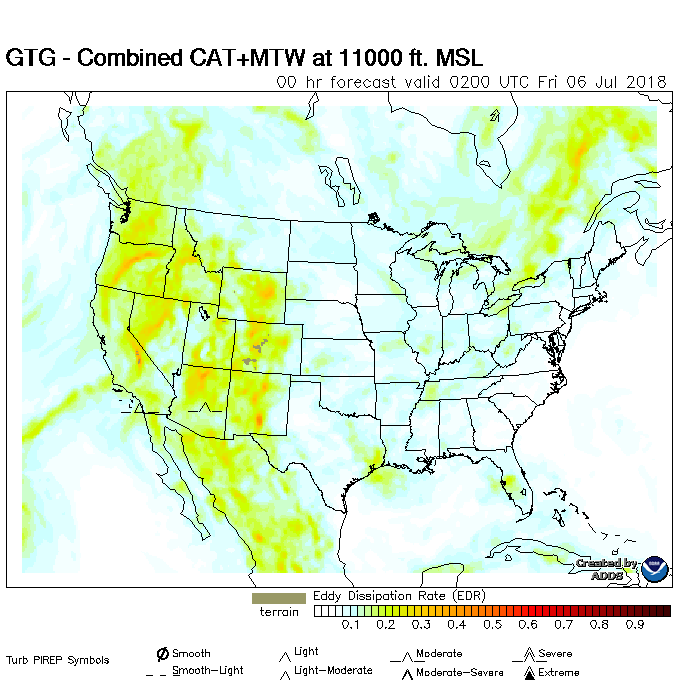 GTG - Combined CAT+MTW at 11000 ft. MSL
00 hr forecast valid 0200 UTC Fri 06 Jul 2018
Created by
ADDS
Eddy Dissipation Rate (EDR)
terrain
0.1 0.2 0.3 0.4 0.5 0.6 0.7 0.8 0.9
Turb PIREP Symbols
Smooth Light Moderate Severe
Smooth-Light Light-Moderate Moderate-Severe Extreme